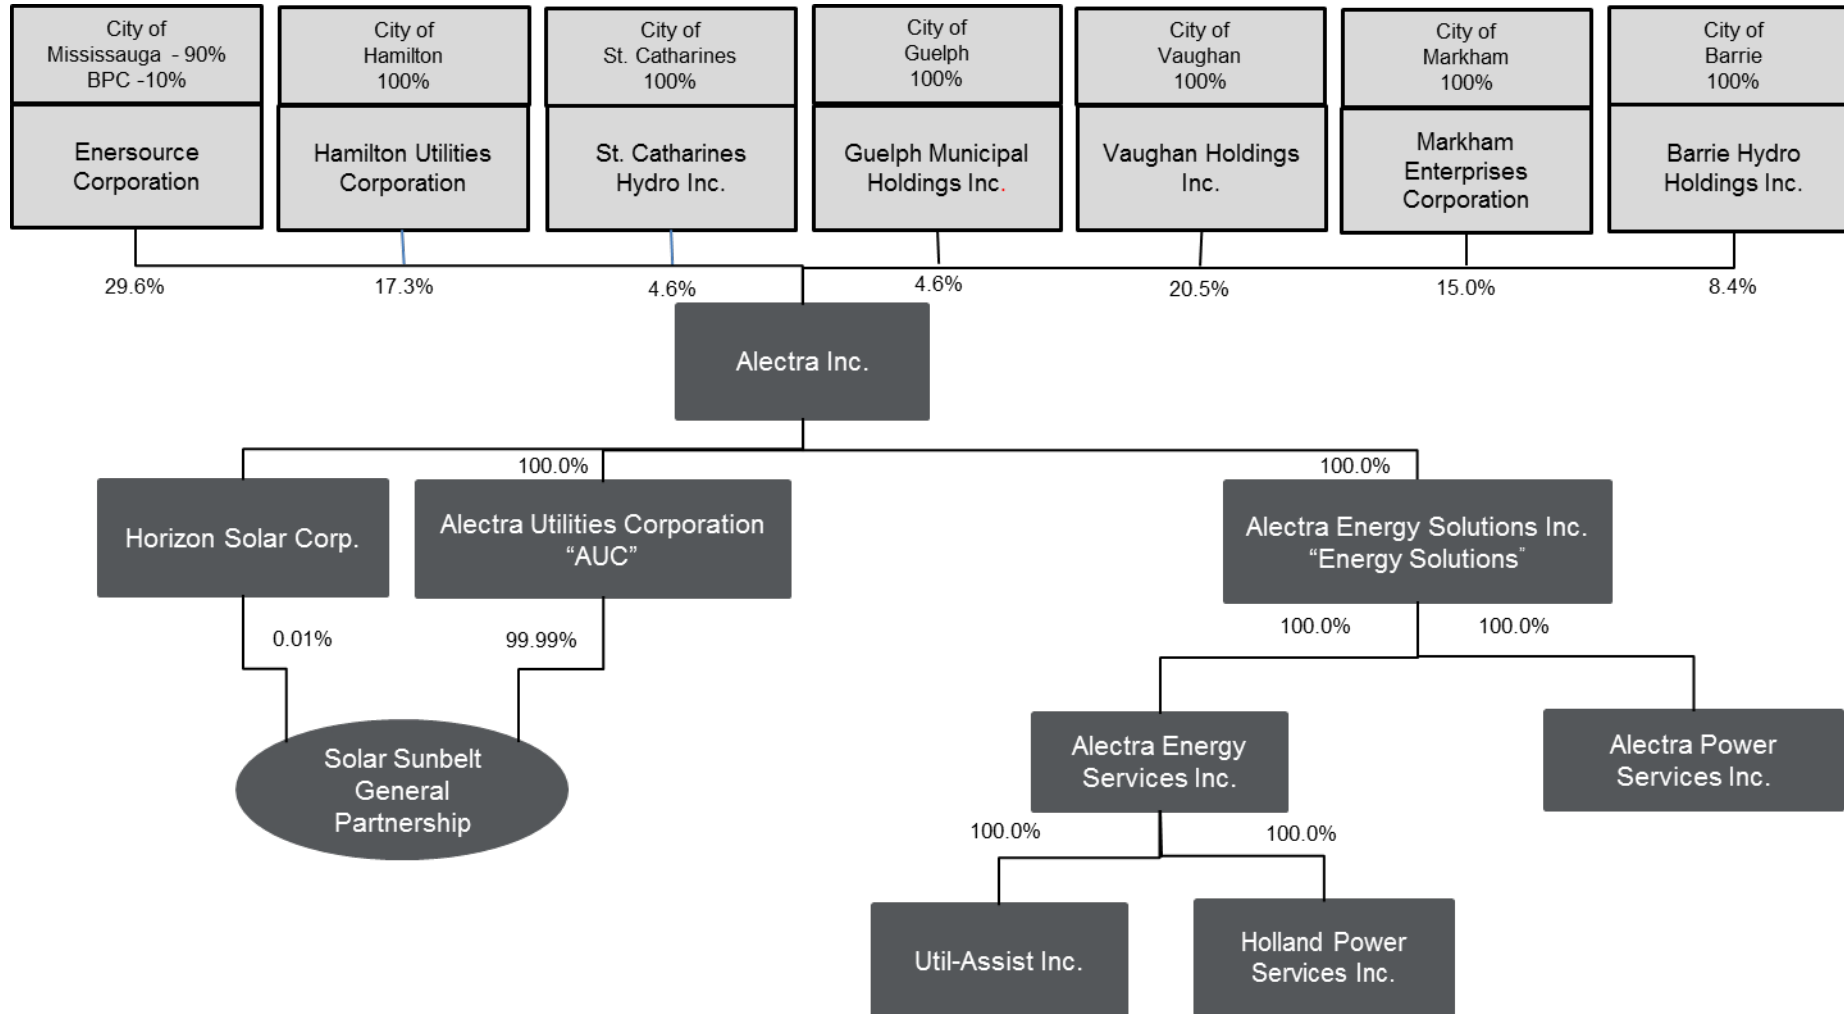 City of
Mississauga - 90%
BPC -10%
City of
Hamilton
100%
City of
St. Catharines
100%
City of
Guelph
100%
City of
Vaughan
100%
City of
Markham
100%
City of
Barrie
100%
Enersource
Corporation
Hamilton Utilities
Corporation
St. Catharines
Hydro Inc.
Guelph Municipal
Holdings Inc.
Vaughan Holdings
Inc.
Markham
Enterprises
Corporation
Barrie Hydro
Holdings Inc.
29.6%
17.3%
4.6%
4.6%
20.5%
15.0%
8.4%
Alectra Inc.
100.0%
100.0%
Horizon Solar Corp.
Alectra Utilities Corporation
“AUC”
Alectra Energy Solutions Inc.
“Energy Solutions”
0.01%
99.99%
100.0%
100.0%
Solar Sunbelt
General
Partnership
Alectra Energy
Services Inc.
Alectra Power
Services Inc.
100.0%
100.0%
Util-Assist Inc.
Holland Power
Services Inc.